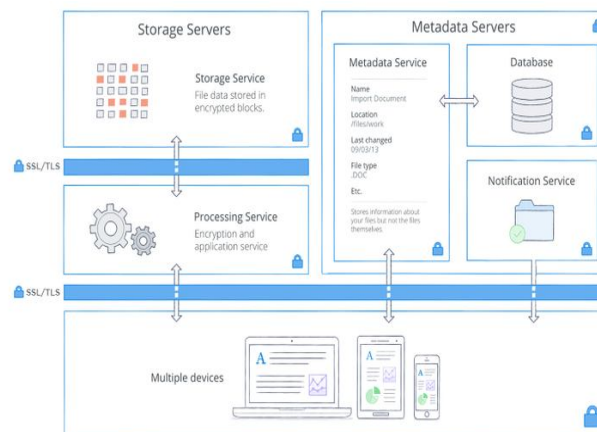 Storage Servers
Storage Service
File data stored in
encrypted blocks.
SSL/TLS
Processing Service
Encryption and
application service
SSL/TLS
Metadata Servers
Metadata Service
Name
Import Document
Location
/files/work
Last changed
09/03/13
File type
.DOC
Etc.
Stores information about
your files but not the files
themselves.
Database
Notification Service
Multiple devices
A
A
A